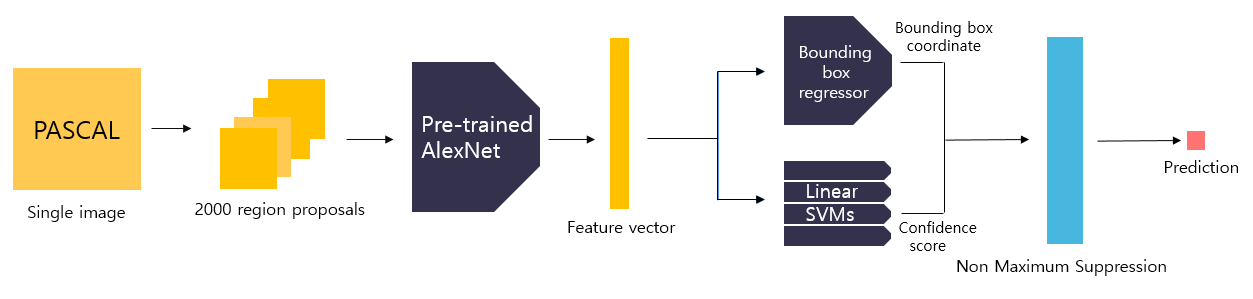 PASCAL
Single image
2000 region proposals
Pre-trained
AlexNet
Feature vector
Bounding
box
regressor
Bounding box
coordinate
Linear
SVMs
Confidence
score
Non Maximum Suppression
Prediction